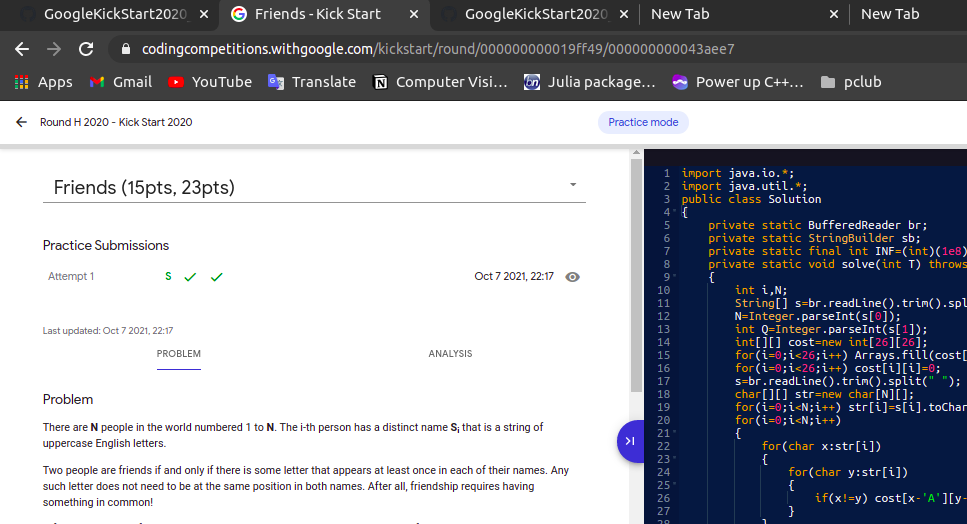 GoogleKickStart2020 × Friends - Kick Start × GoogleKickStart2020 × New Tab × New Tab
codingcompetitions.withgoogle.com/kickstart/round/000000000019ff49/000000000043aee7
Apps Gmail YouTube Translate Computer Visi... Julia package... Power up C++... pclub
Round H 2020 - Kick Start 2020 Practice mode
Friends (15pts, 23pts)
Practice Submissions
Attempt 1 S Oct 7 2021, 22:17
Last updated: Oct 7 2021, 22:17
PROBLEM ANALYSIS
Problem
There are N people in the world numbered 1 to N. The i-th person has a distinct name Si that is a string of
uppercase English letters.
Two people are friends if and only if there is some letter that appears at least once in each of their names. Any
such letter does not need to be at the same position in both names. After all, friendship requires having
something in common!
1 import java.io.*;
2 import java.util.*;
3 public class Solution
4 {
5 private static BufferedReader br;
6 private static StringBuilder sb;
7 private static final int INF=(int)(1e8)
8 private static void solve(int T) throws
9 {
10 int i,N;
11 String[] s=br.readLine().trim().spl
12 N=Integer.parseInt(s[0]);
13 int Q=Integer.parseInt(s[1]);
14 int[][] cost=new int[26][26];
15 for(i=0;i<26;i++) Arrays.fill(cost[
16 for(i=0;i<26;i++) cost[i][i]=0;
17 s=br.readLine().trim().split(" ");
18 char[][] str=new char[N][];
19 for(i=0;i<N;i++) str[i]=s[i].toChar
20 for(i=0;i<N;i++)
21 {
22 for(char x:str[i])
23 {
24 for(char y:str[i])
25 {
26 if(x!=y) cost[x-'A'][y-
27 }
28 }